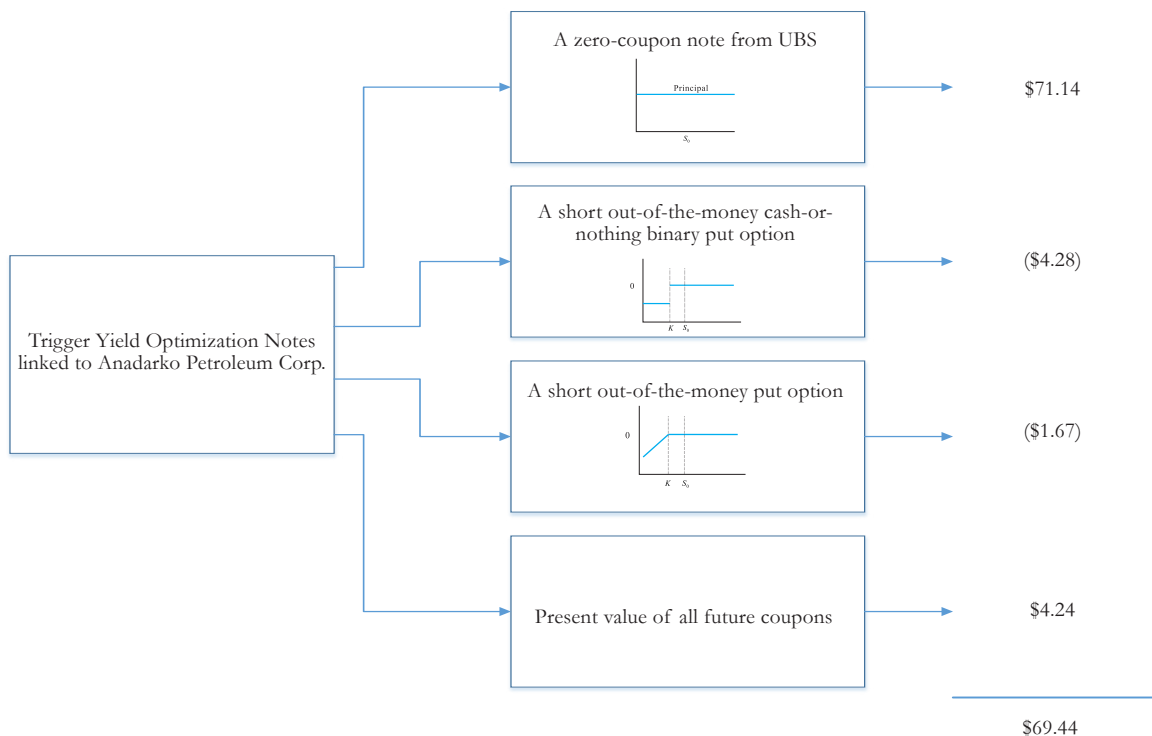 A zero-coupon note from UBS
Principal
S0
$71.14
A short out-of-the-money cash-or-
nothing binary put option
0
K S0
($4.28)
Trigger Yield Optimization Notes
linked to Anadarko Petroleum Corp.
A short out-of-the-money put option
0
K S0
($1.67)
Present value of all future coupons
$4.24
$69.44